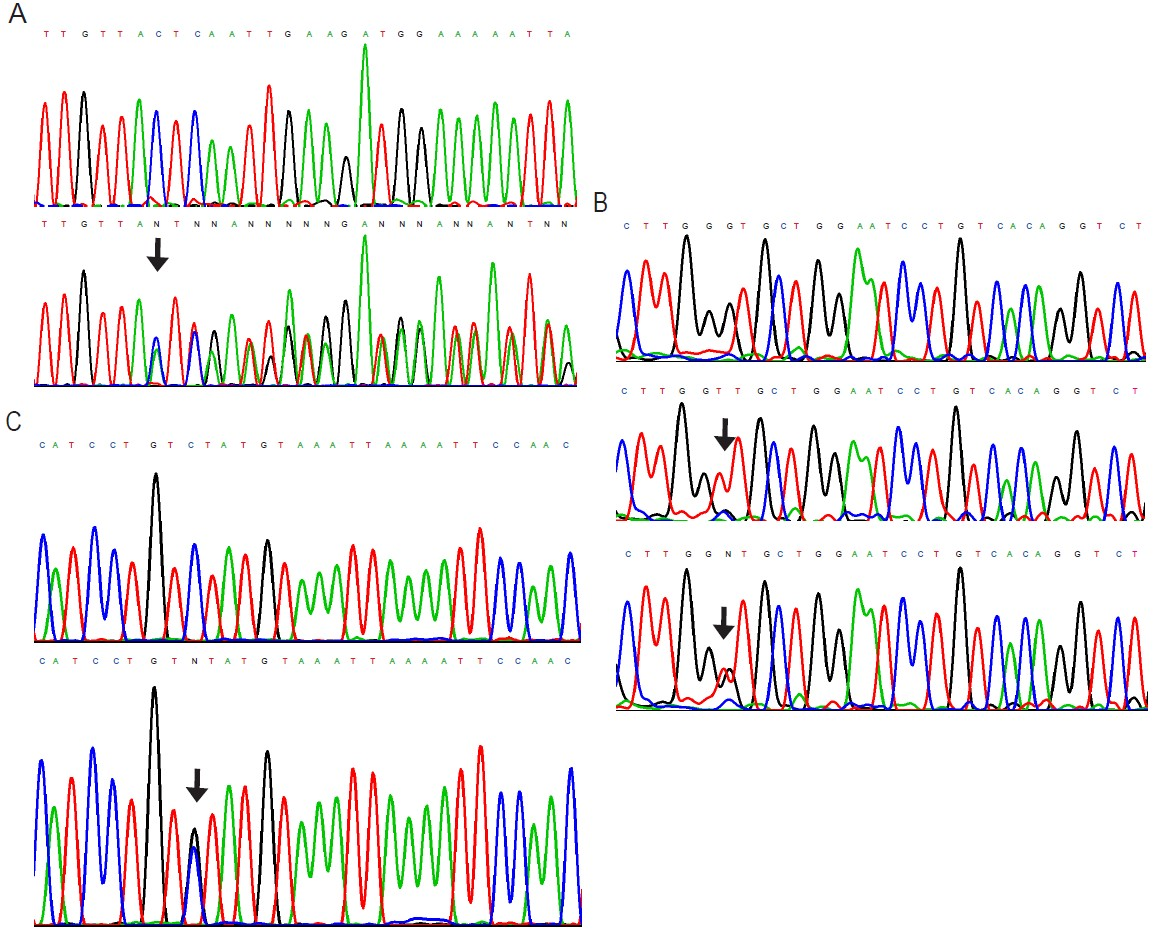 A
T T G T T A C T C A A T T G A A G A T G G A A A A A T T A
T T G T T A N T N N A N N N N N G A N N N A N N A N T N N
B
C T T G G G T G C T G G A A T C C T G T C A C A G G T C T
C T T G G T T G C T G G A A T C C T G T C A C A G G T C T
C T T G G N T G C T G G A A T C C T G T C A C A G G T C T
C
C A T C C T G T C T A T G T A A A T T A A A A T T C C A A C
C A T C C T G T N T A T G T A A A T T A A A A T T C C A A C